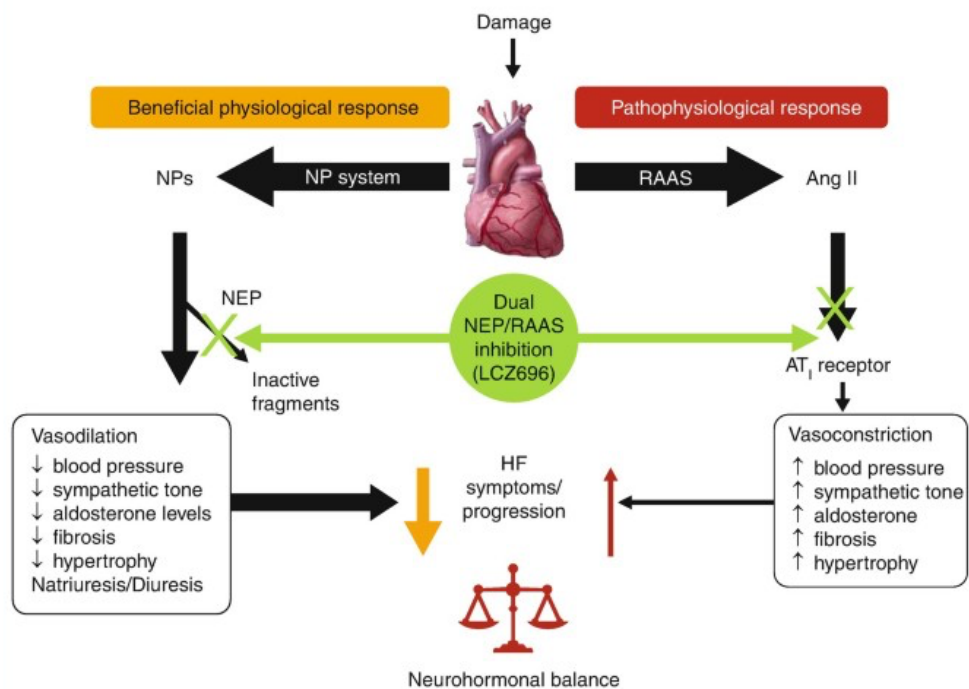 Damage
Beneficial physiological response
Pathophysiological response
NPs
NP system
RAAS
Ang II
NEP
Inactive
fragments
Dual
NEP/RAAS
inhibition
(LCZ696)
AT₁ receptor
Vasodilation
↓ blood pressure
↓ sympathetic tone
↓ aldosterone levels
↓ fibrosis
↓ hypertrophy
Natriuresis/Diuresis
HF
symptoms/
progression
Vasoconstriction
↑ blood pressure
↑ sympathetic tone
↑ aldosterone
↑ fibrosis
↑ hypertrophy
Neurohormonal balance